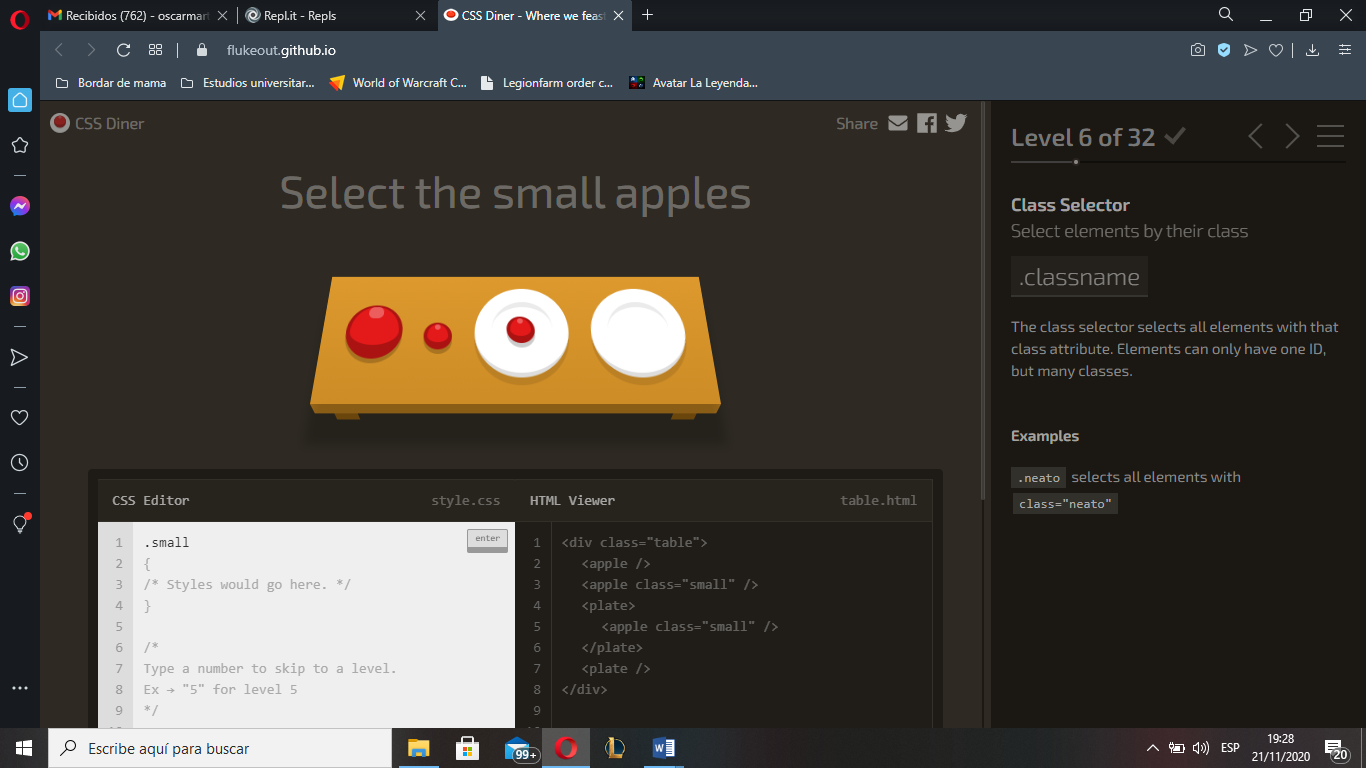 Recibidos (762) - oscarmart
Repl.it - Repls
CSS Diner - Where we feast
flukeout.github.io
Bordar de mama
Estudios universitar...
World of Warcraft C...
Legionfarm order c...
Avatar La Leyenda...
CSS Diner
Share
Select the small apples
CSS Editor
style.css
HTML Viewer
table.html
enter
1 .small
2 {
3 /* Styles would go here. */
4 }
5
6 /*
7 Type a number to skip to a level.
8 Ex → "5" for level 5
9 */
1 <div class="table">
2 <apple />
3 <apple class="small" />
4 <plate>
5 <apple class="small" />
6 </plate>
7 <plate />
8 </div>
9
Level 6 of 32
Class Selector
Select elements by their class
.classname
The class selector selects all elements with that
class attribute. Elements can only have one ID,
but many classes.
Examples
.neato selects all elements with
class="neato"
Escribe aquí para buscar
99+
W
ESP
19:28
21/11/2020
20